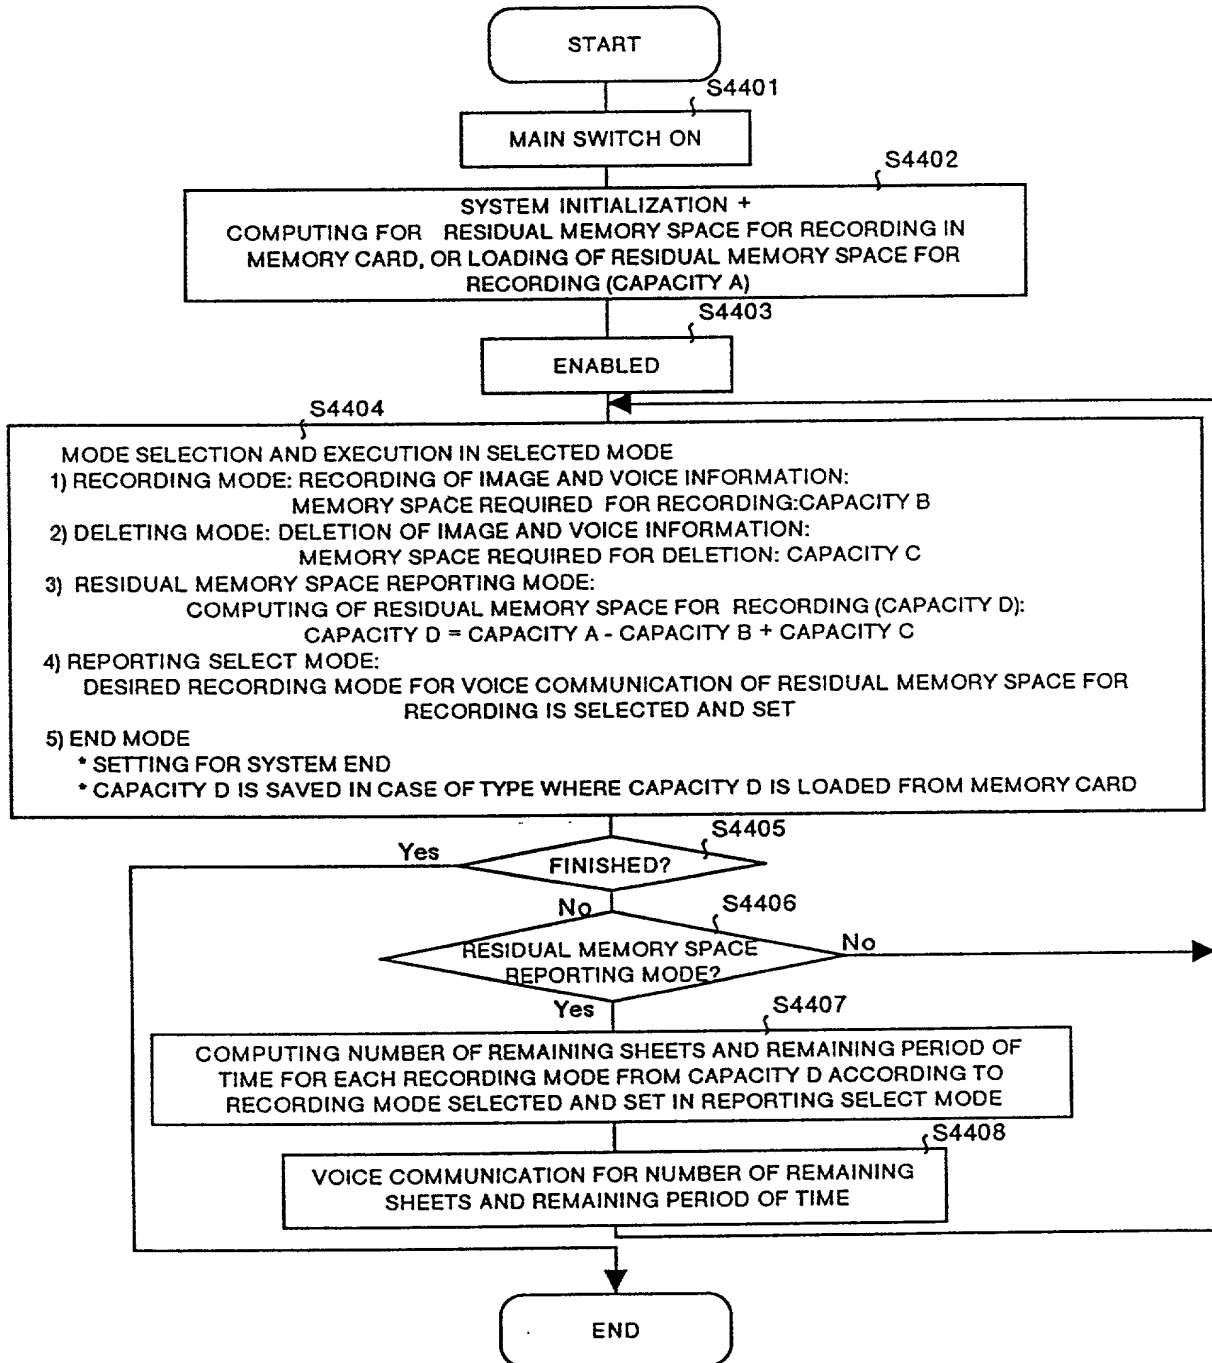 START
S4401
MAIN SWITCH ON
S4402
SYSTEM INITIALIZATION +
COMPUTING FOR RESIDUAL MEMORY SPACE FOR RECORDING IN
MEMORY CARD, OR LOADING OF RESIDUAL MEMORY SPACE FOR
RECORDING (CAPACITY A)
S4403
ENABLED
S4404
MODE SELECTION AND EXECUTION IN SELECTED MODE
1) RECORDING MODE: RECORDING OF IMAGE AND VOICE INFORMATION:
MEMORY SPACE REQUIRED FOR RECORDING:CAPACITY B
2) DELETING MODE: DELETION OF IMAGE AND VOICE INFORMATION:
MEMORY SPACE REQUIRED FOR DELETION: CAPACITY C
3) RESIDUAL MEMORY SPACE REPORTING MODE:
COMPUTING OF RESIDUAL MEMORY SPACE FOR RECORDING (CAPACITY D):
CAPACITY D = CAPACITY A - CAPACITY B + CAPACITY C
4) REPORTING SELECT MODE:
DESIRED RECORDING MODE FOR VOICE COMMUNICATION OF RESIDUAL MEMORY SPACE FOR
RECORDING IS SELECTED AND SET
5) END MODE
* SETTING FOR SYSTEM END
* CAPACITY D IS SAVED IN CASE OF TYPE WHERE CAPACITY D IS LOADED FROM MEMORY CARD
S4405
Yes
FINISHED?
No
S4406
RESIDUAL MEMORY SPACE
REPORTING MODE?
No
Yes
S4407
COMPUTING NUMBER OF REMAINING SHEETS AND REMAINING PERIOD OF
TIME FOR EACH RECORDING MODE FROM CAPACITY D ACCORDING TO
RECORDING MODE SELECTED AND SET IN REPORTING SELECT MODE
S4408
VOICE COMMUNICATION FOR NUMBER OF REMAINING
SHEETS AND REMAINING PERIOD OF TIME
END